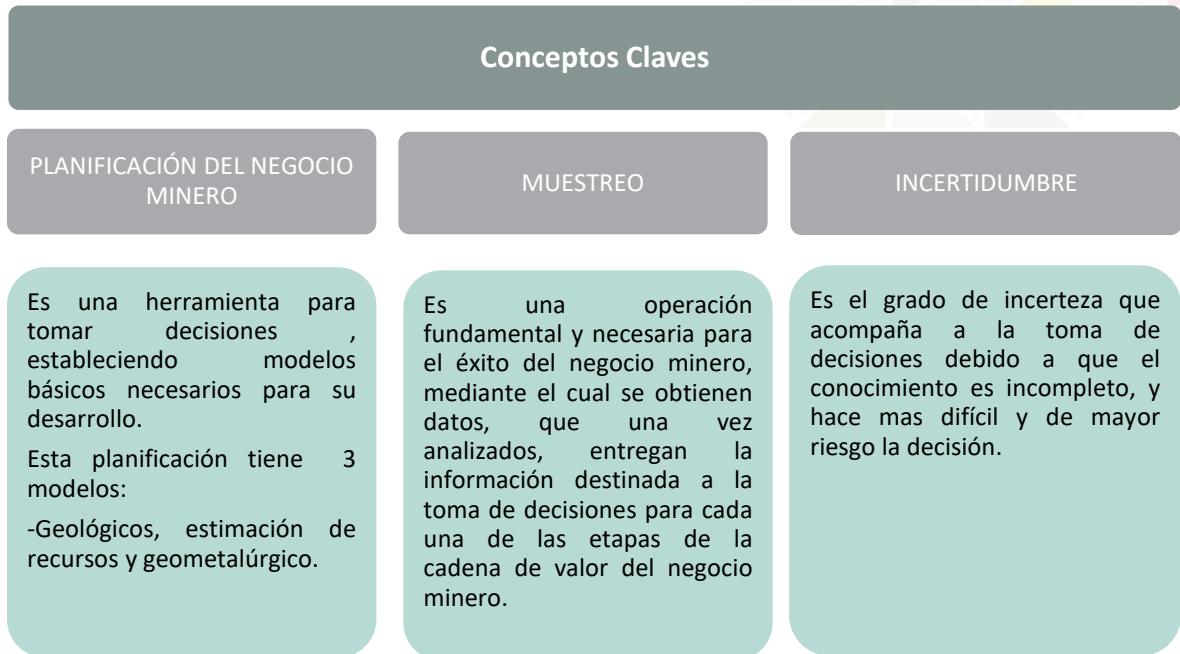 Conceptos Claves
PLANIFICACIÓN DEL NEGOCIO
MINERO
MUESTREO
INCERTIDUMBRE
Es una herramienta para
tomar decisiones ,
estableciendo modelos
básicos necesarios para su
desarrollo.
Esta planificación tiene 3
modelos:
-Geológicos, estimación de
recursos y geometalúrgico.
Es una operación
fundamental y necesaria para
el éxito del negocio minero,
mediante el cual se obtienen
datos, que una vez
analizados, entregan la
información destinada a la
toma de decisiones para cada
una de las etapas de la
cadena de valor del negocio
minero.
Es el grado de incerteza que
acompaña a la toma de
decisiones debido a que el
conocimiento es incompleto, y
hace mas difícil y de mayor
riesgo la decisión.